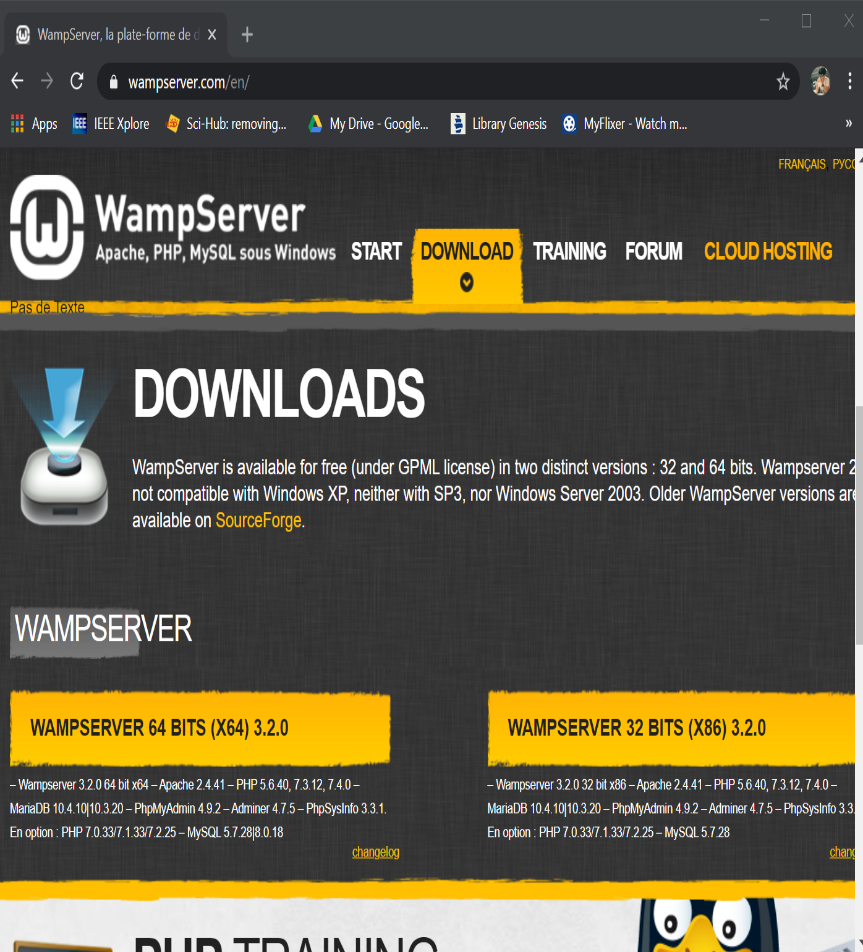 WampServer, la plate-forme de d
wampserver.com/en/
Apps IEEE Xplore Sci-Hub: removing... My Drive - Google... Library Genesis MyFlixer - Watch m... »
FRANÇAIS РУСС
WampServer
Apache, PHP, MySQL sous Windows
START DOWNLOAD TRAINING FORUM CLOUD HOSTING
Pas de Texte
DOWNLOADS
WampServer is available for free (under GPML license) in two distinct versions : 32 and 64 bits. Wampserver 2
not compatible with Windows XP, neither with SP3, nor Windows Server 2003. Older WampServer versions are
available on SourceForge.
WAMPSERVER
WAMPSERVER 64 BITS (X64) 3.2.0
– Wampserver 3.2.0 64 bit x64 – Apache 2.4.41 – PHP 5.6.40, 7.3.12, 7.4.0 –
MariaDB 10.4.10|10.3.20 – PhpMyAdmin 4.9.2 – Adminer 4.7.5 – PhpSysInfo 3.3.1.
En option : PHP 7.0.33/7.1.33/7.2.25 – MySQL 5.7.28|8.0.18
changelog
WAMPSERVER 32 BITS (X86) 3.2.0
– Wampserver 3.2.0 32 bit x86 – Apache 2.4.41 – PHP 5.6.40, 7.3.12, 7.4.0 –
MariaDB 10.4.10|10.3.20 – PhpMyAdmin 4.9.2 – Adminer 4.7.5 – PhpSysInfo 3.3.
En option : PHP 7.0.33/7.1.33/7.2.25 – MySQL 5.7.28
chang
PHP TRAINING